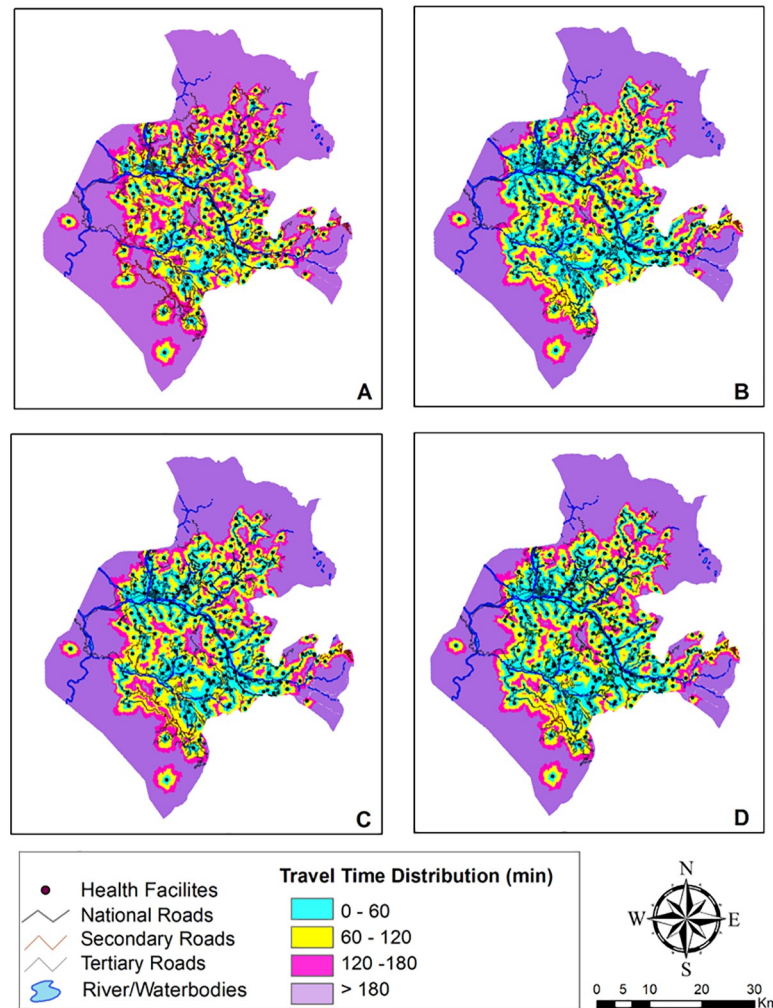 A
B
C
D
Health Facilites
National Roads
Secondary Roads
Tertiary Roads
River/Waterbodies
Travel Time Distribution (min)
0 - 60
60 - 120
120 -180
> 180
N
W E
S
0 5 10 20 30
Km